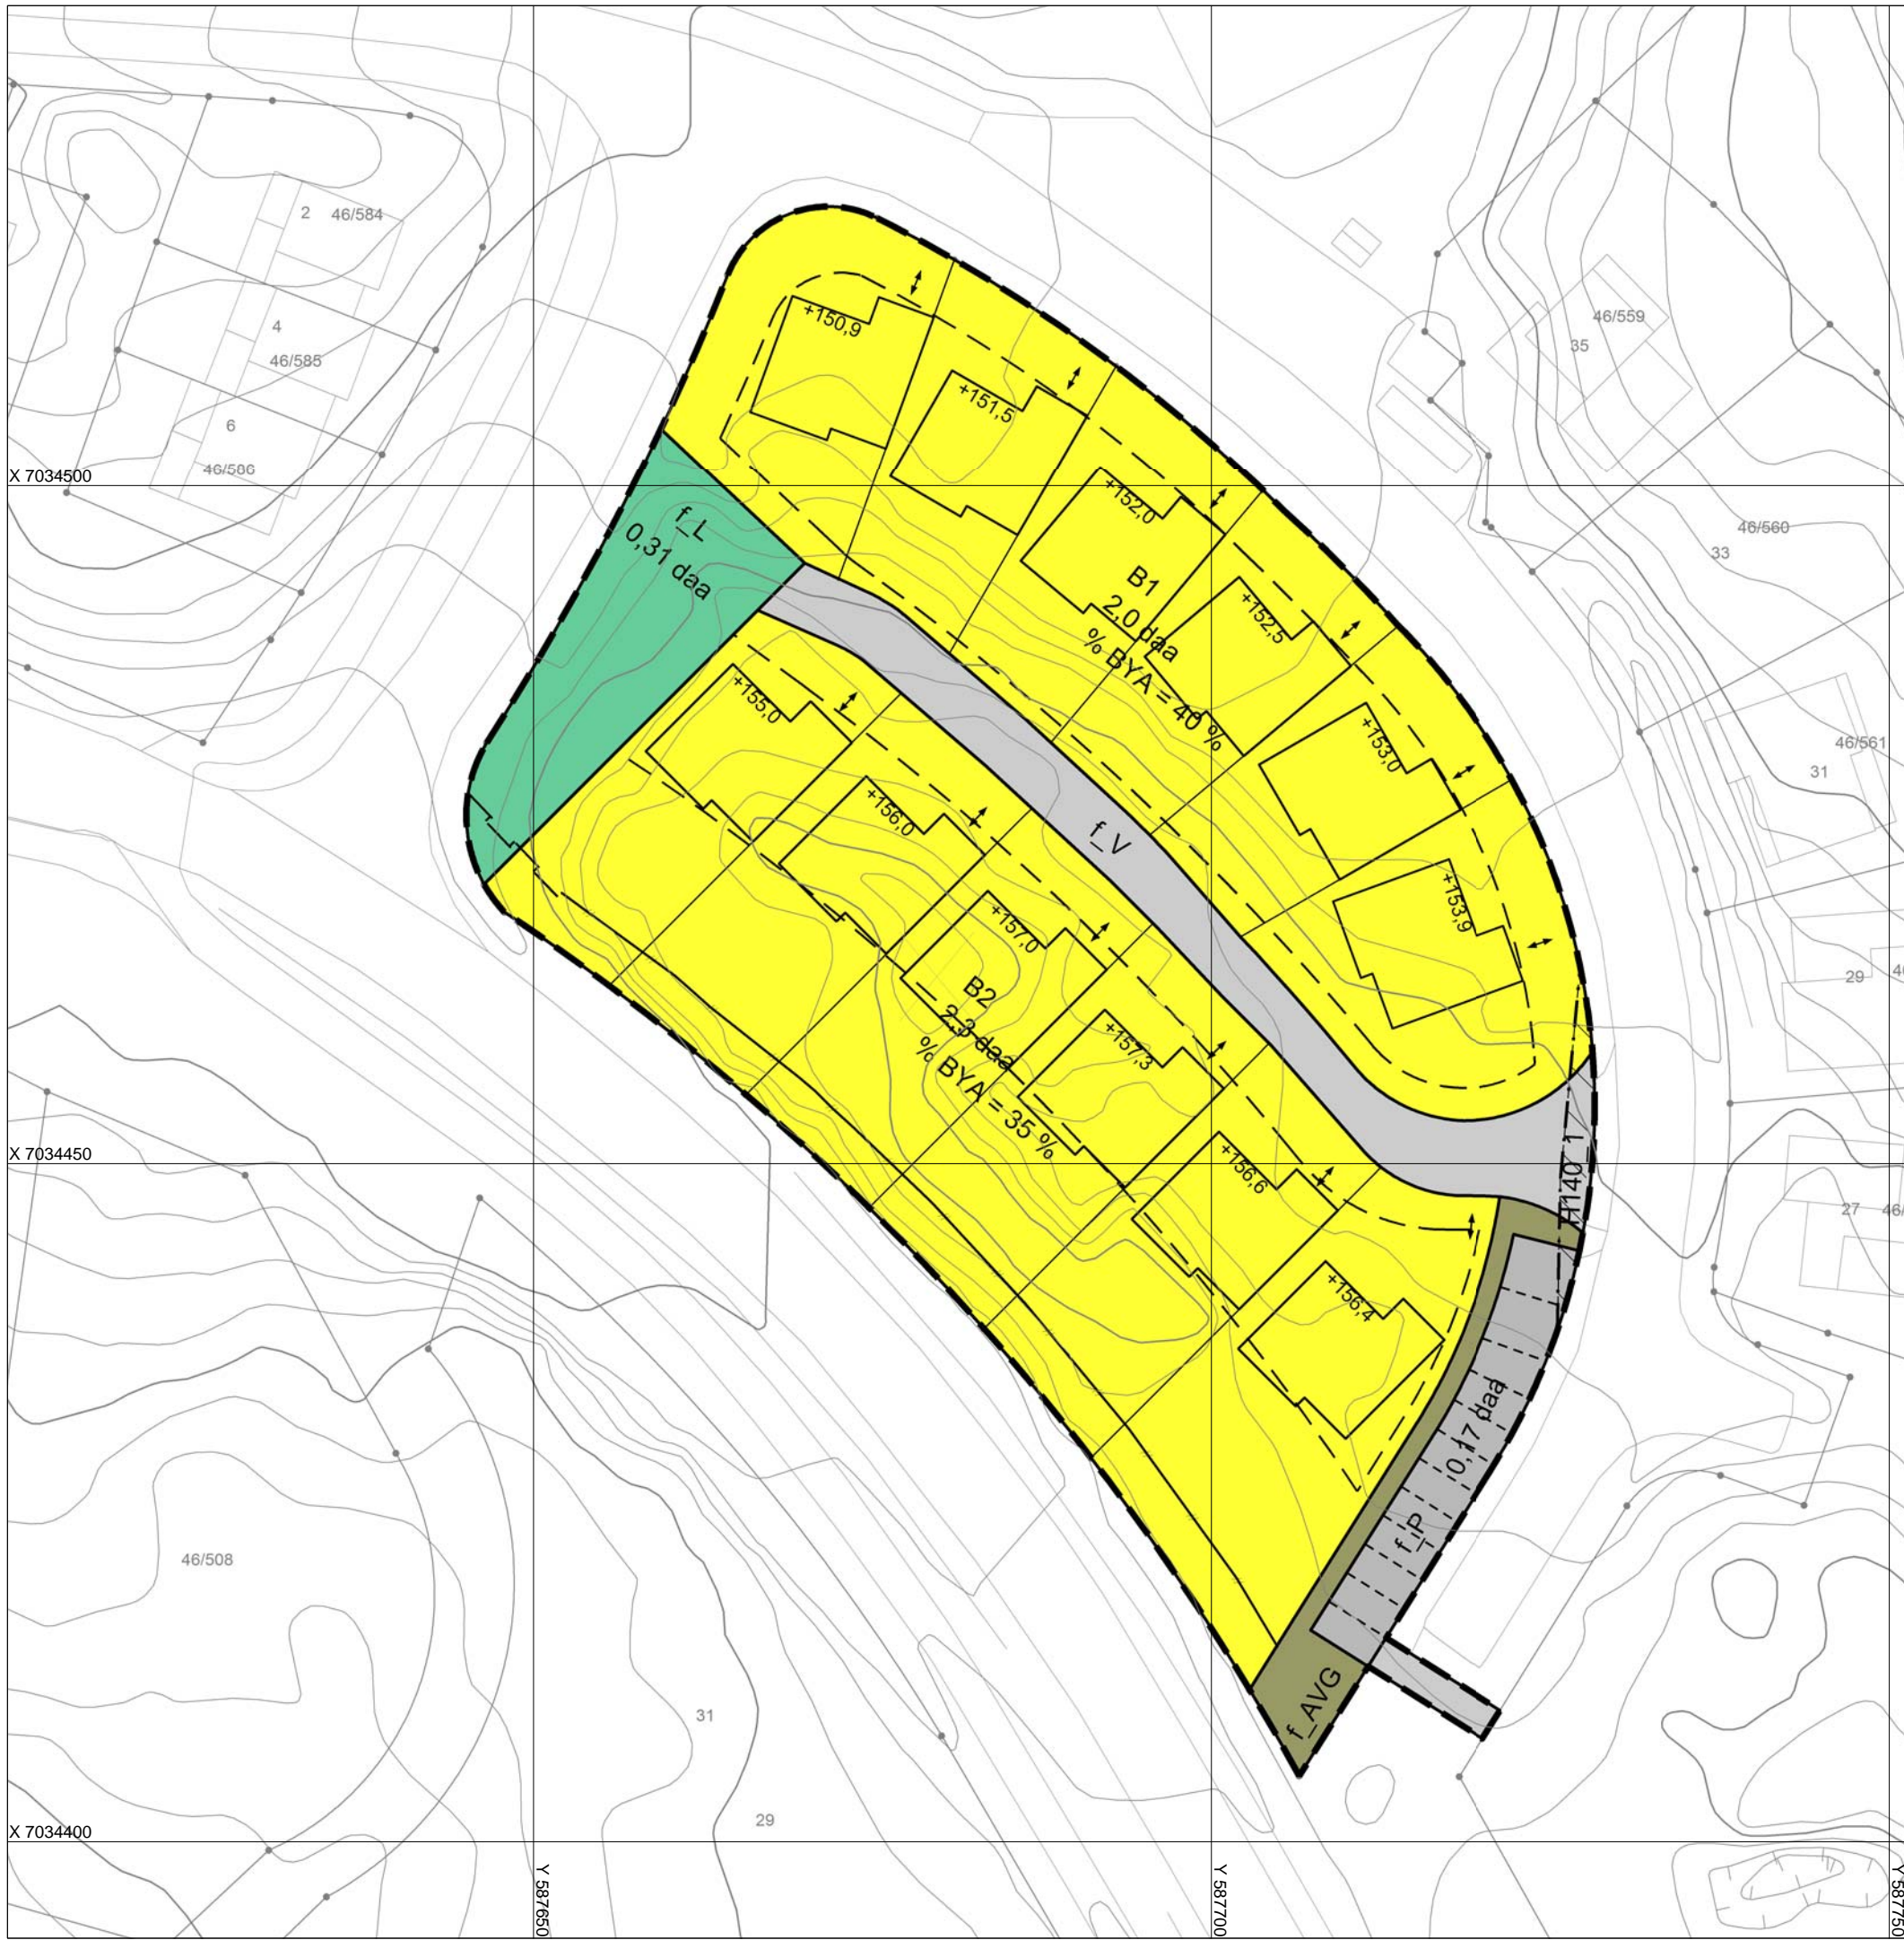 2 46/584
4
46/585
6
46/586
46/559
35
46/560
33
46/561
31
29
27 46/
+150,9
+151,5
+152,0
+152,5
+153,0
+153,9
X 7034500
f_L
0,31 daa
B1
2,0 daa
% BYA = 40 %
f_V
+155,0
+156,0
+157,0
+157,3
+156,6
+156,4
B2
2,3 daa
% BYA = 35 %
H140_1
X 7034450
0,17 daa
f_P
f_AVG
46/508
31
29
X 7034400
Y 587650
Y 587700
Y 587750